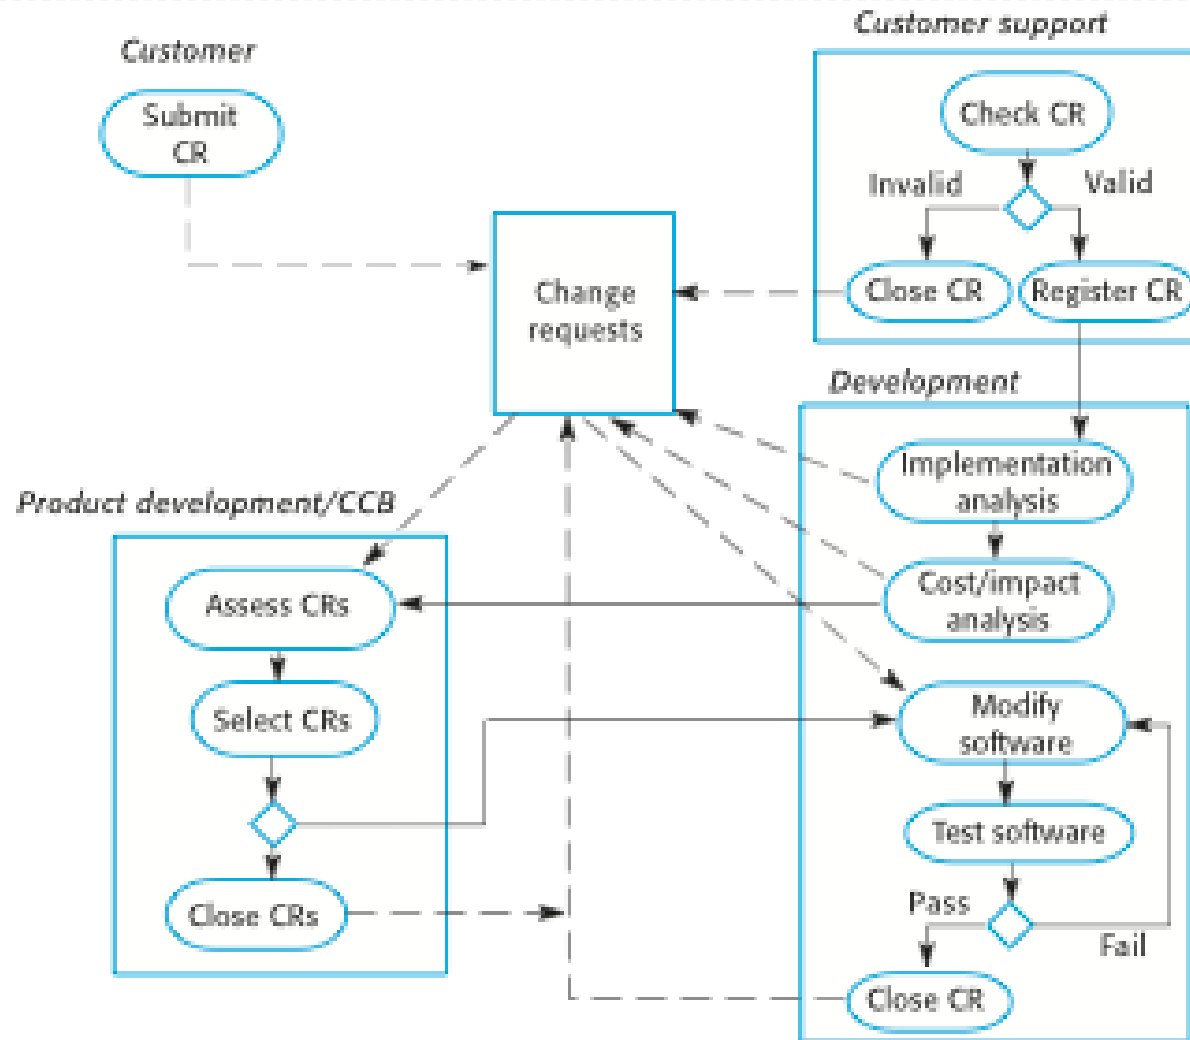 Customer
Submit
CR
Customer support
Check CR
Invalid
Valid
Close CR
Register CR
Change
requests
Development
Implementation
analysis
Cost/impact
analysis
Product development/CCB
Assess CRs
Select CRs
Close CRs
Modify
software
Test software
Pass
Fail
Close CR